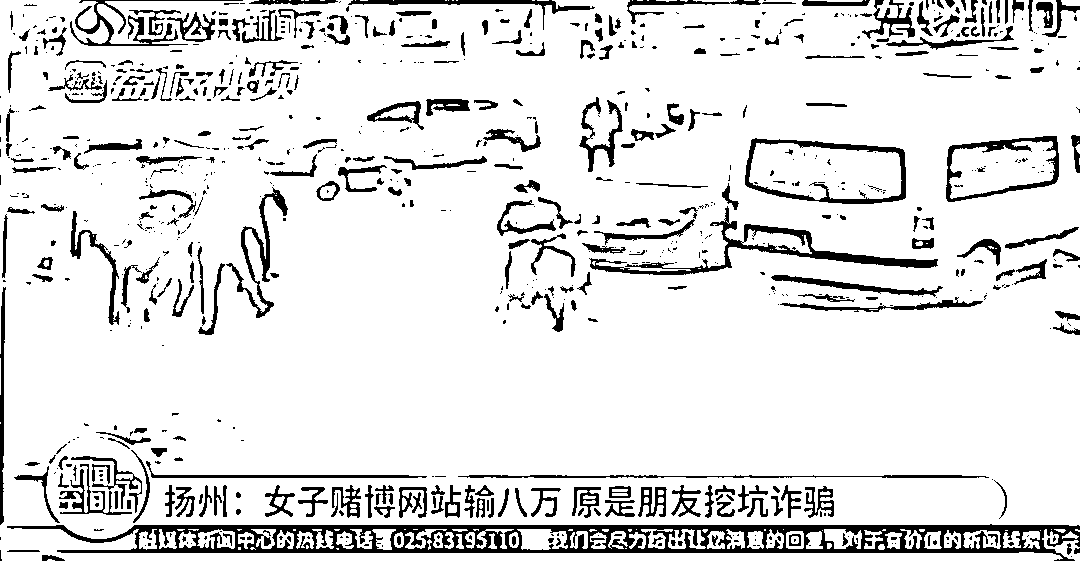 江苏公共·新闻
荔枝视频
新闻
空间站
扬州：女子赌博网站输八万 原是朋友挖坑诈骗
融媒体新闻中心的热线电话：025-83195110 我们会尽力给出让您满意的回复，对于有价值的新闻线索也会